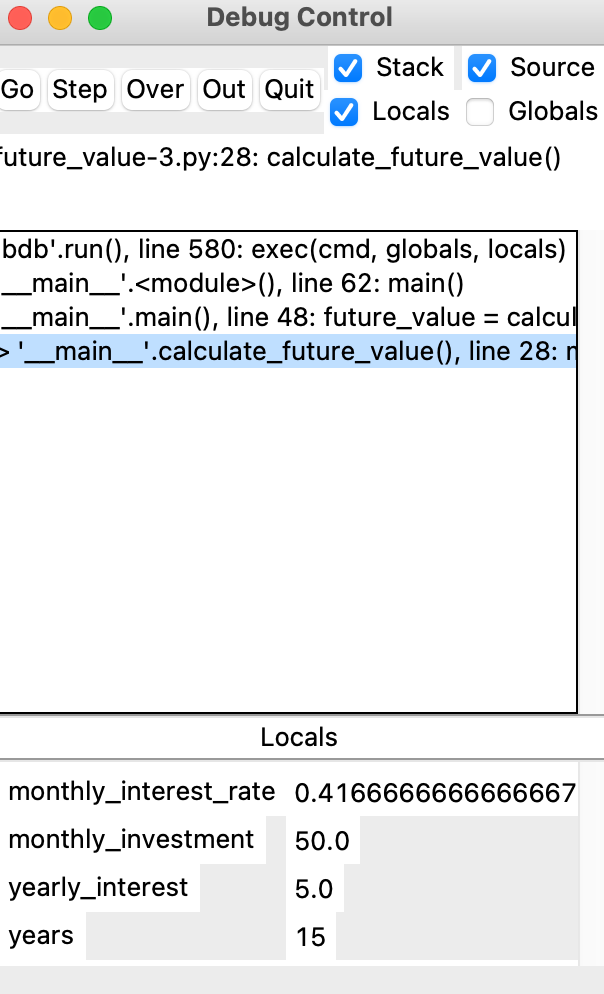 Debug Control
Go Step Over Out Quit Stack Source
Locals Globals
future_value-3.py:28: calculate_future_value()
bdb'.run(), line 580: exec(cmd, globals, locals)
__main__'.<module>(), line 62: main()
__main__'.main(), line 48: future_value = calcul
> '__main__'.calculate_future_value(), line 28: m
Locals
monthly_interest_rate 0.4166666666666667
monthly_investment 50.0
yearly_interest 5.0
years 15